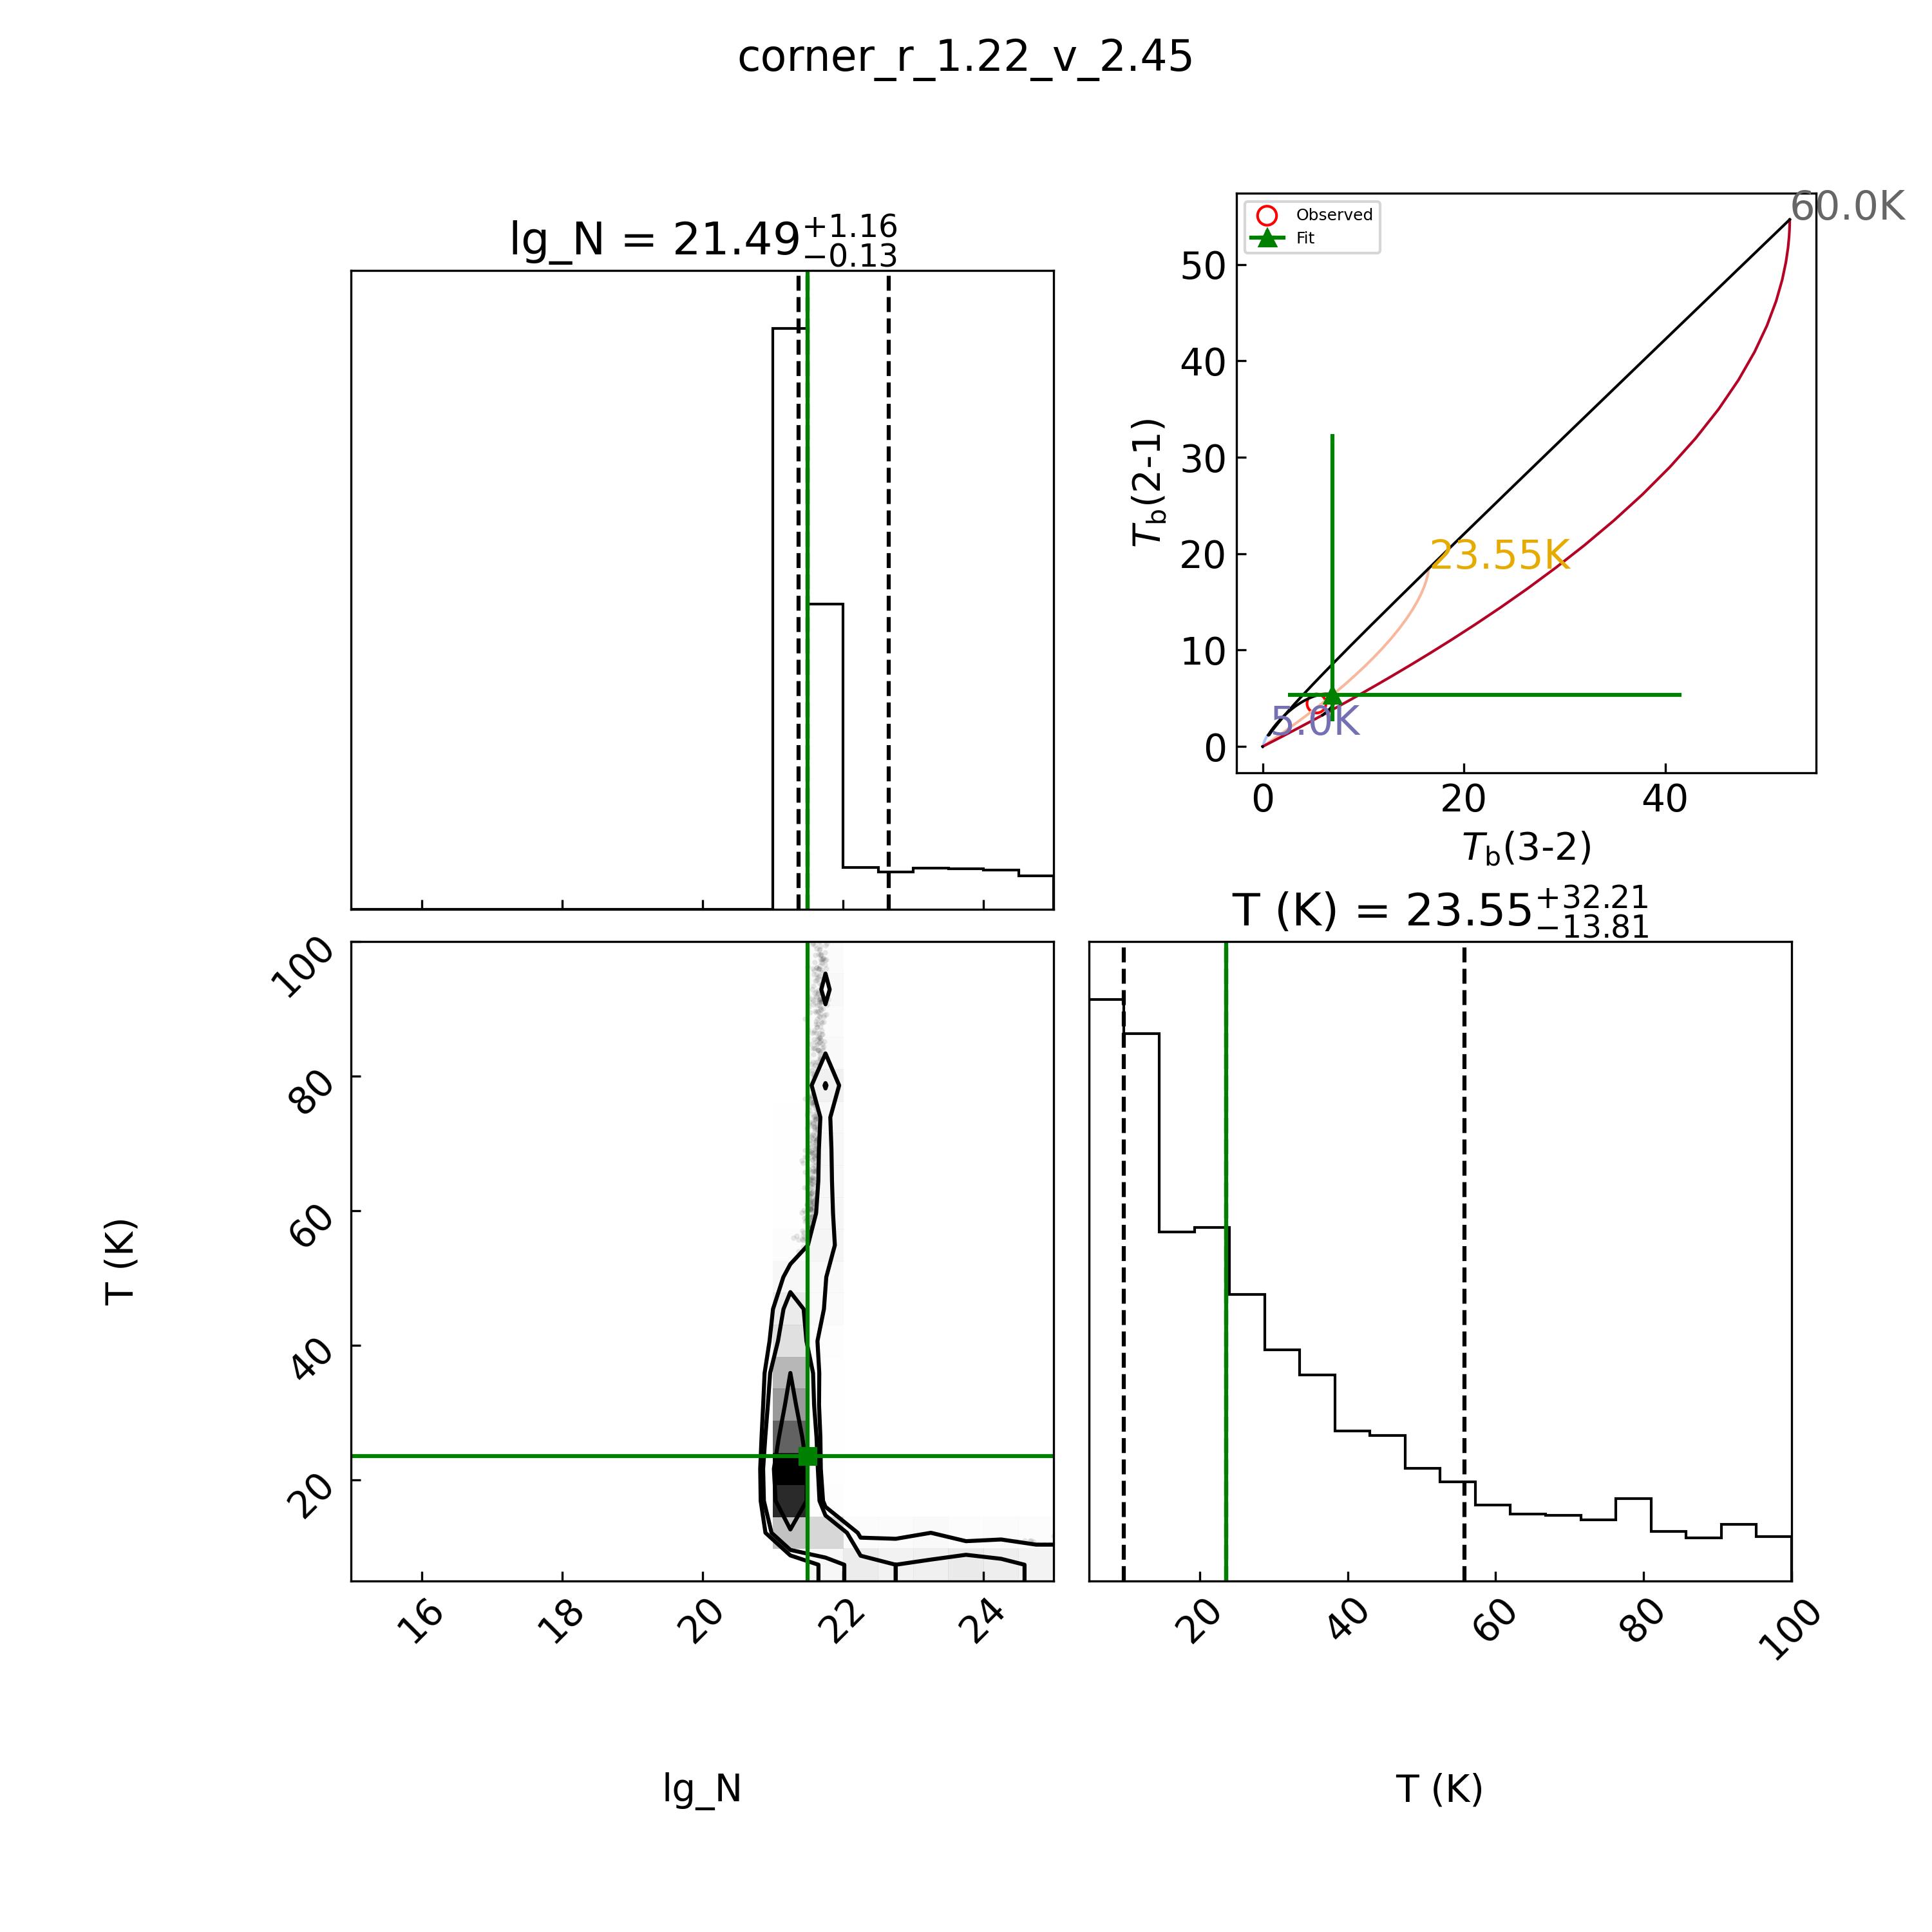 corner_r_1.22_v_2.45
lg_N = 21.49+1.16−0.13
60.0K
Observed
Fit
50
40
30
20
10
0
Tb(2-1)
23.55K
5.0K
0 20 40
Tb(3-2)
T (K) = 23.55+32.21−13.81
100
80
60
40
20
T (K)
16 18 20 22 24
20 40 60 80 100
lg_N
T (K)